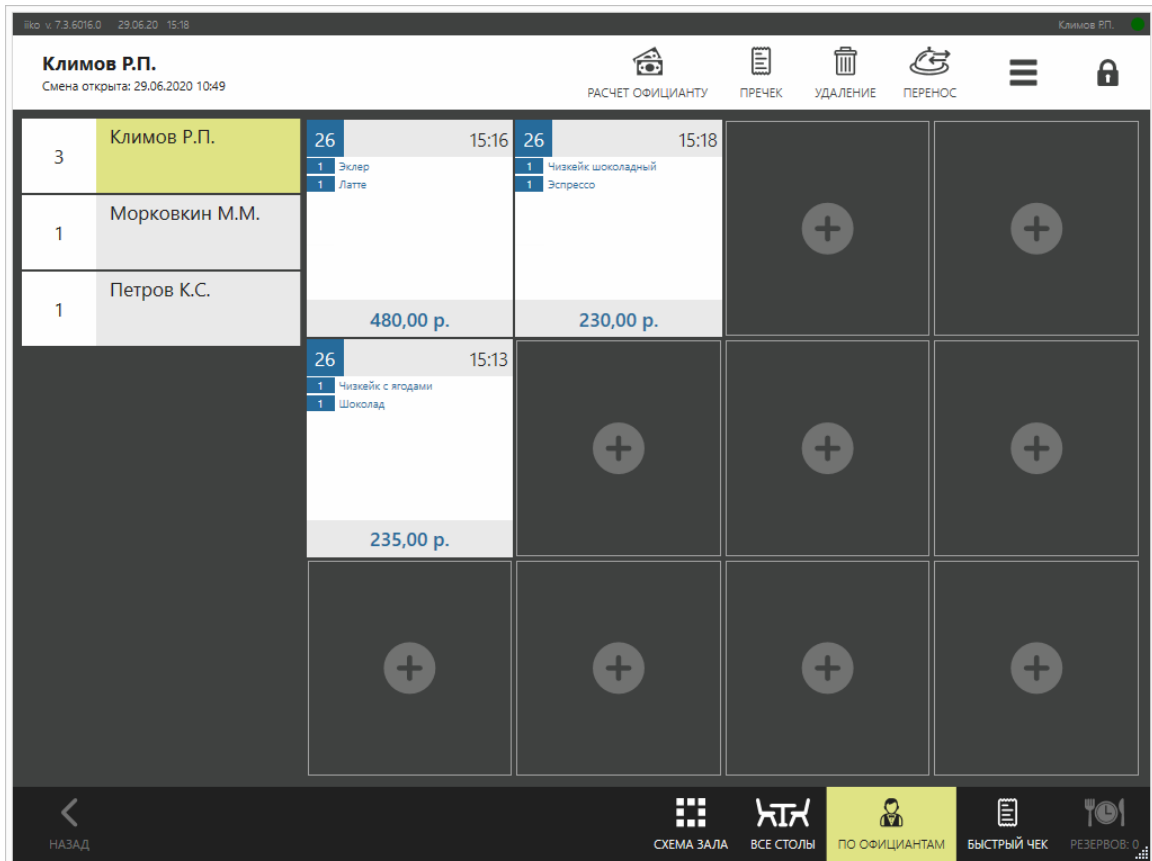 iiko v. 7.3.6016.0 29.06.20 15:18 Климов Р.П.
Климов Р.П.
Смена открыта: 29.06.2020 10:49
РАСЧЕТ ОФИЦИАНТУ ПРЕЧЕК УДАЛЕНИЕ ПЕРЕНОС
3 Климов Р.П.
1 Морковкин М.М.
1 Петров К.С.
26 15:16
1 Эклер
1 Латте
480,00 р.
26 15:18
1 Чизкейк шоколадный
1 Эспрессо
230,00 р.
26 15:13
1 Чизкейк с ягодами
1 Шоколад
235,00 р.
НАЗАД СХЕМА ЗАЛА ВСЕ СТОЛЫ ПО ОФИЦИАНТАМ БЫСТРЫЙ ЧЕК РЕЗЕРВОВ: 0